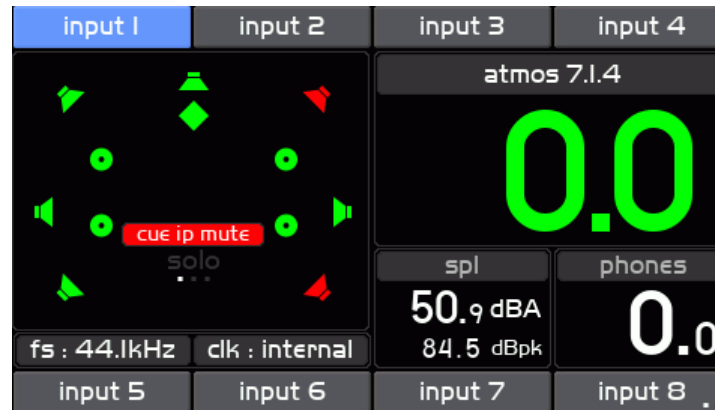 input 1
input 2
input 3
input 4
atmos 7.1.4
0.0
cue ip mute
solo
spl
phones
50.9 dBA
84.5 dBpk
0.0
fs : 44.1kHz
clk : internal
input 5
input 6
input 7
input 8